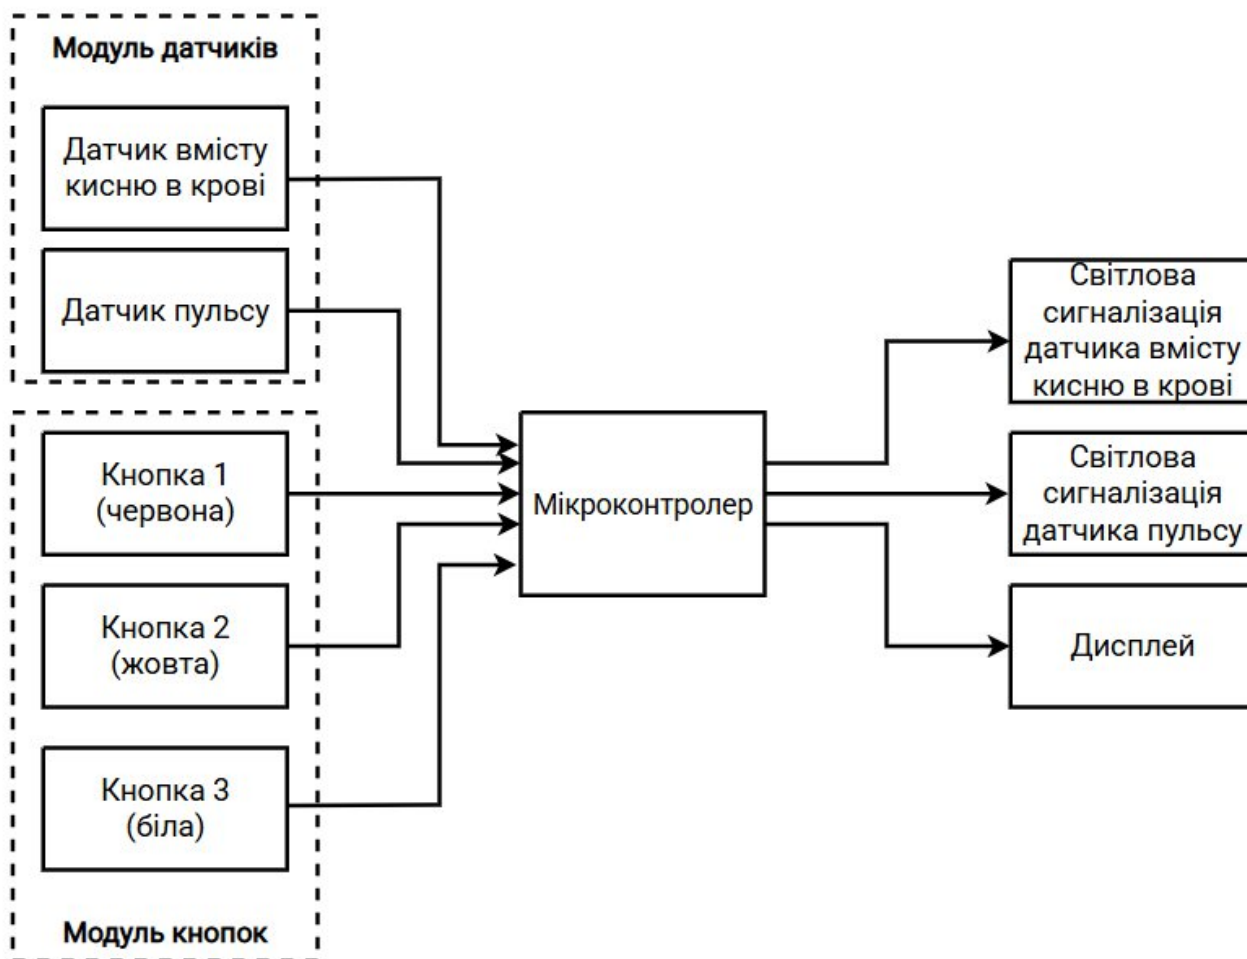 Модуль датчиків
Датчик вмісту
кисню в крові
Датчик пульсу
Кнопка 1
(червона)
Кнопка 2
(жовта)
Кнопка 3
(біла)
Модуль кнопок
Мікроконтролер
Світлова
сигналізація
датчика вмісту
кисню в крові
Світлова
сигналізація
датчика пульсу
Дисплей